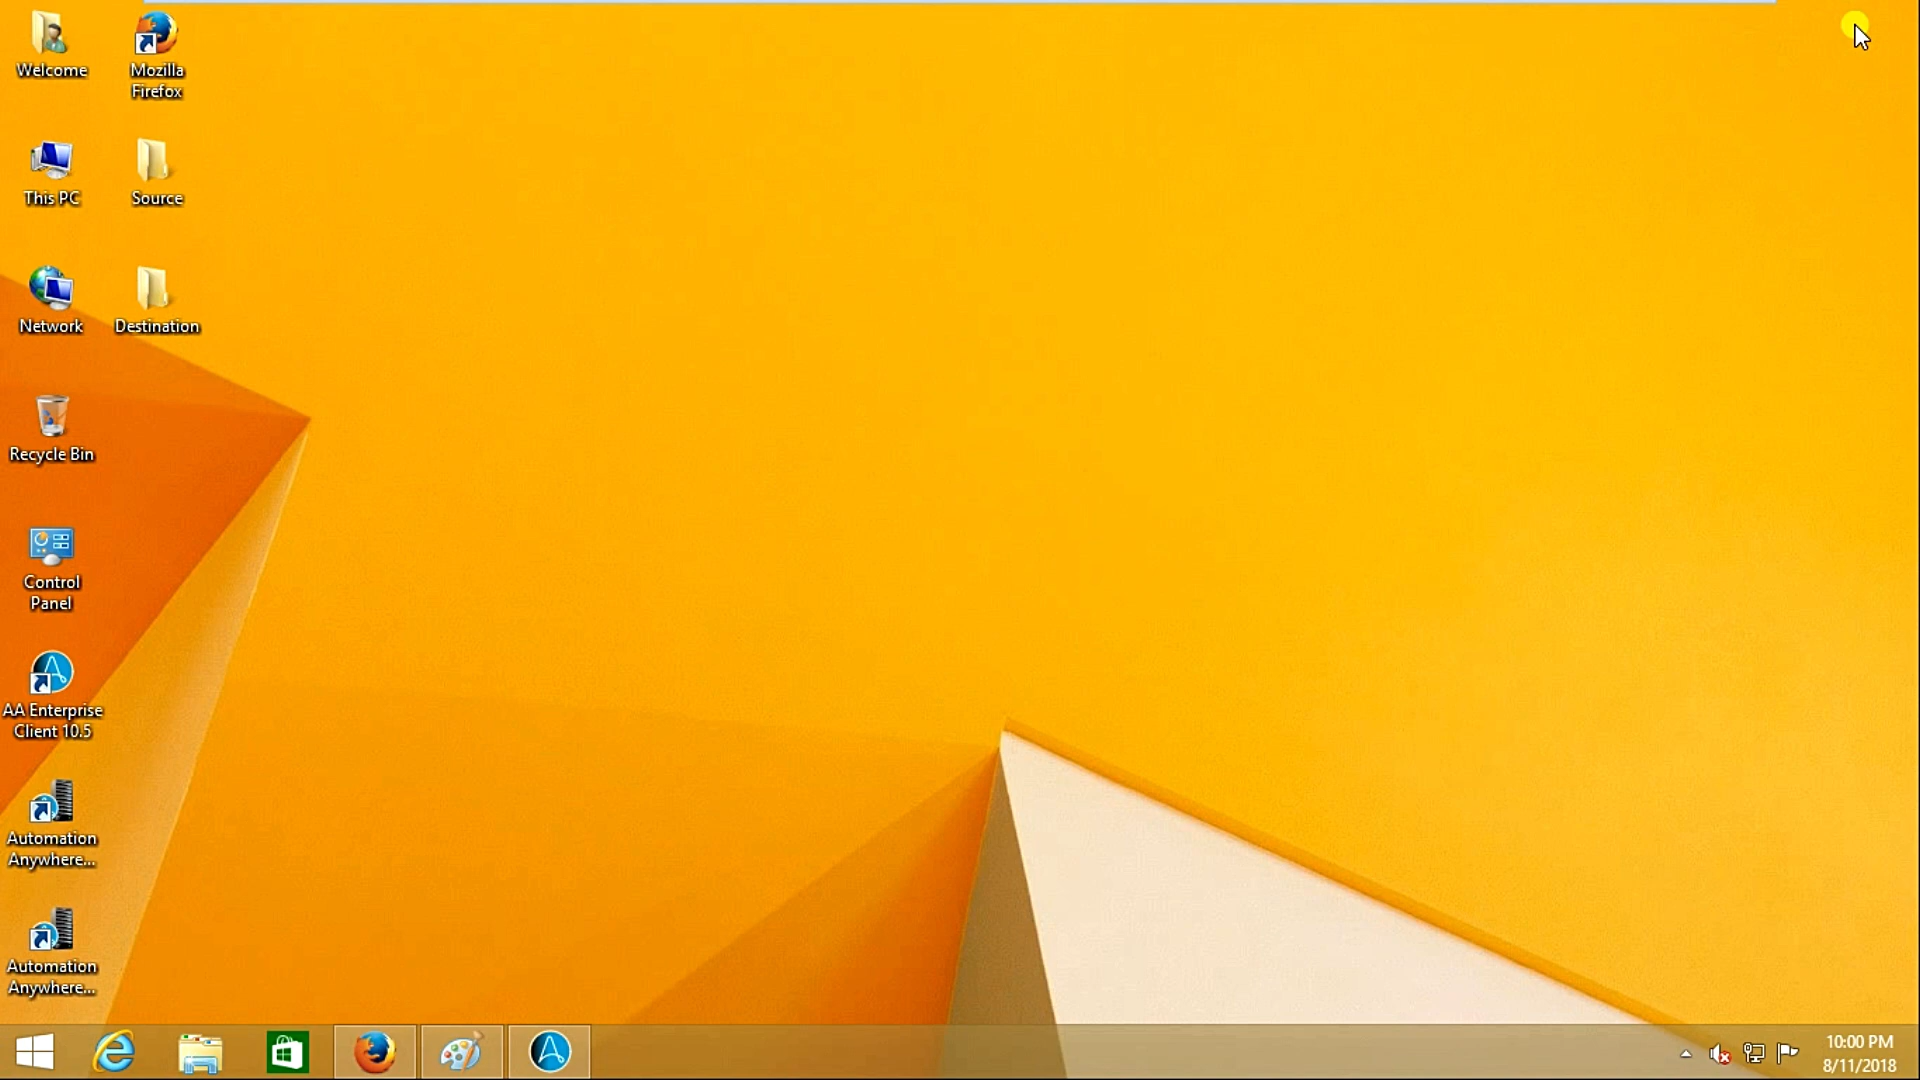 Welcome
Mozilla
Firefox
This PC
Source
Network
Destination
Recycle Bin
Control
Panel
AA Enterprise
Client 10.5
Automation
Anywhere...
Automation
Anywhere...
10:00 PM
8/11/2018